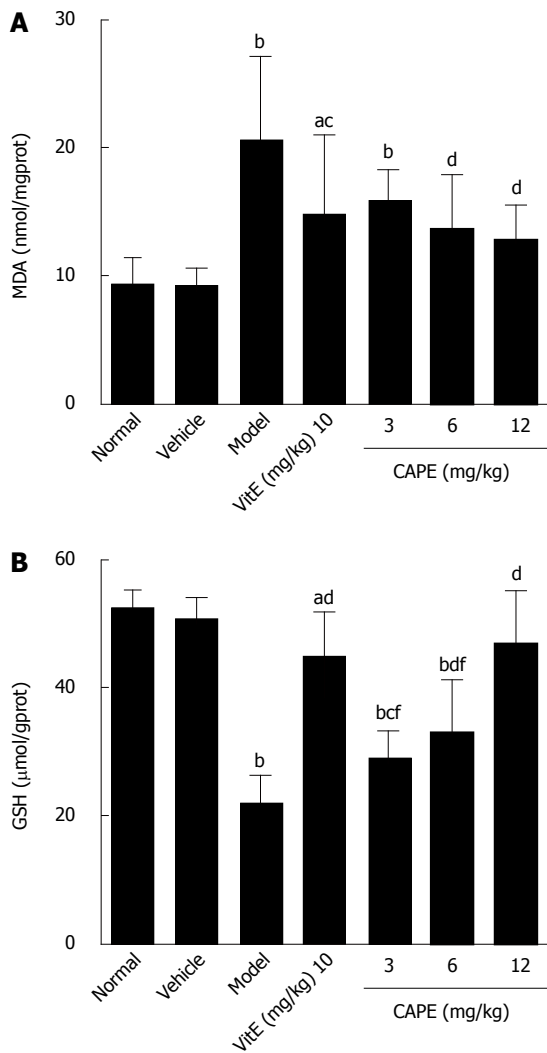 A
30
20
10
0
MDA (nmol/mgprot)
b
ac
b
d
d
Normal
Vehicle
Model
VitE (mg/kg) 10
3 6 12
CAPE (mg/kg)
B
60
40
20
0
GSH (μmol/gprot)
b
ad
bcf
bdf
d
Normal
Vehicle
Model
VitE (mg/kg) 10
3 6 12
CAPE (mg/kg)